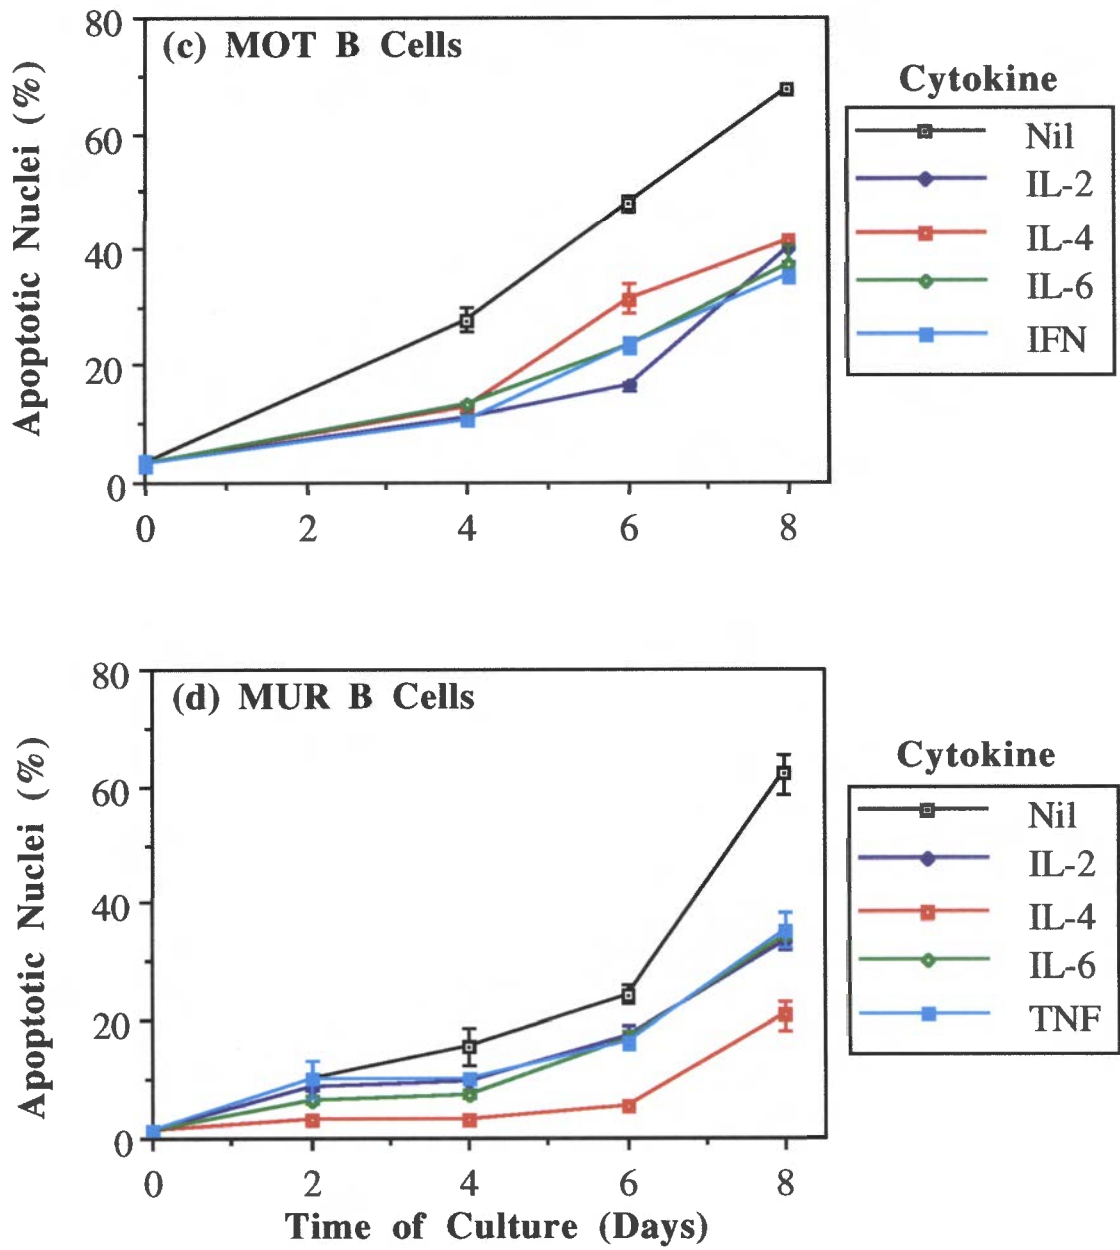 (c) MOT B Cells
Apoptotic Nuclei (%)
80
60
40
20
0
0 2 4 6 8
Cytokine
Nil
IL-2
IL-4
IL-6
IFN
(d) MUR B Cells
Apoptotic Nuclei (%)
80
60
40
20
0
0 2 4 6 8
Time of Culture (Days)
Cytokine
Nil
IL-2
IL-4
IL-6
TNF